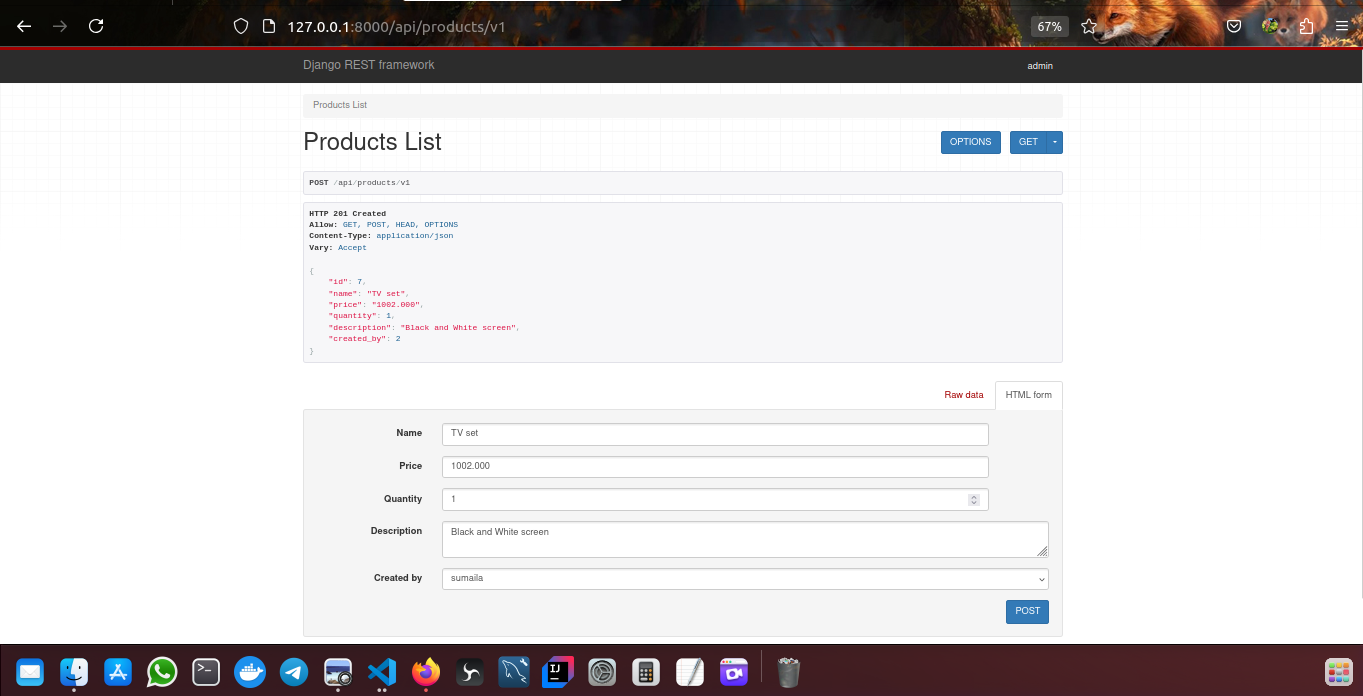 127.0.0.1:8000/api/products/v1
67%
Django REST framework
admin
Products List
Products List
OPTIONS
GET
POST /api/products/v1
HTTP 201 Created
Allow: GET, POST, HEAD, OPTIONS
Content-Type: application/json
Vary: Accept
{
"id": 7,
"name": "TV set",
"price": "1002.000",
"quantity": 1,
"description": "Black and White screen",
"created_by": 2
}
Raw data
HTML form
Name
TV set
Price
1002.000
Quantity
1
Description
Black and White screen
Created by
sumaila
POST
IJ